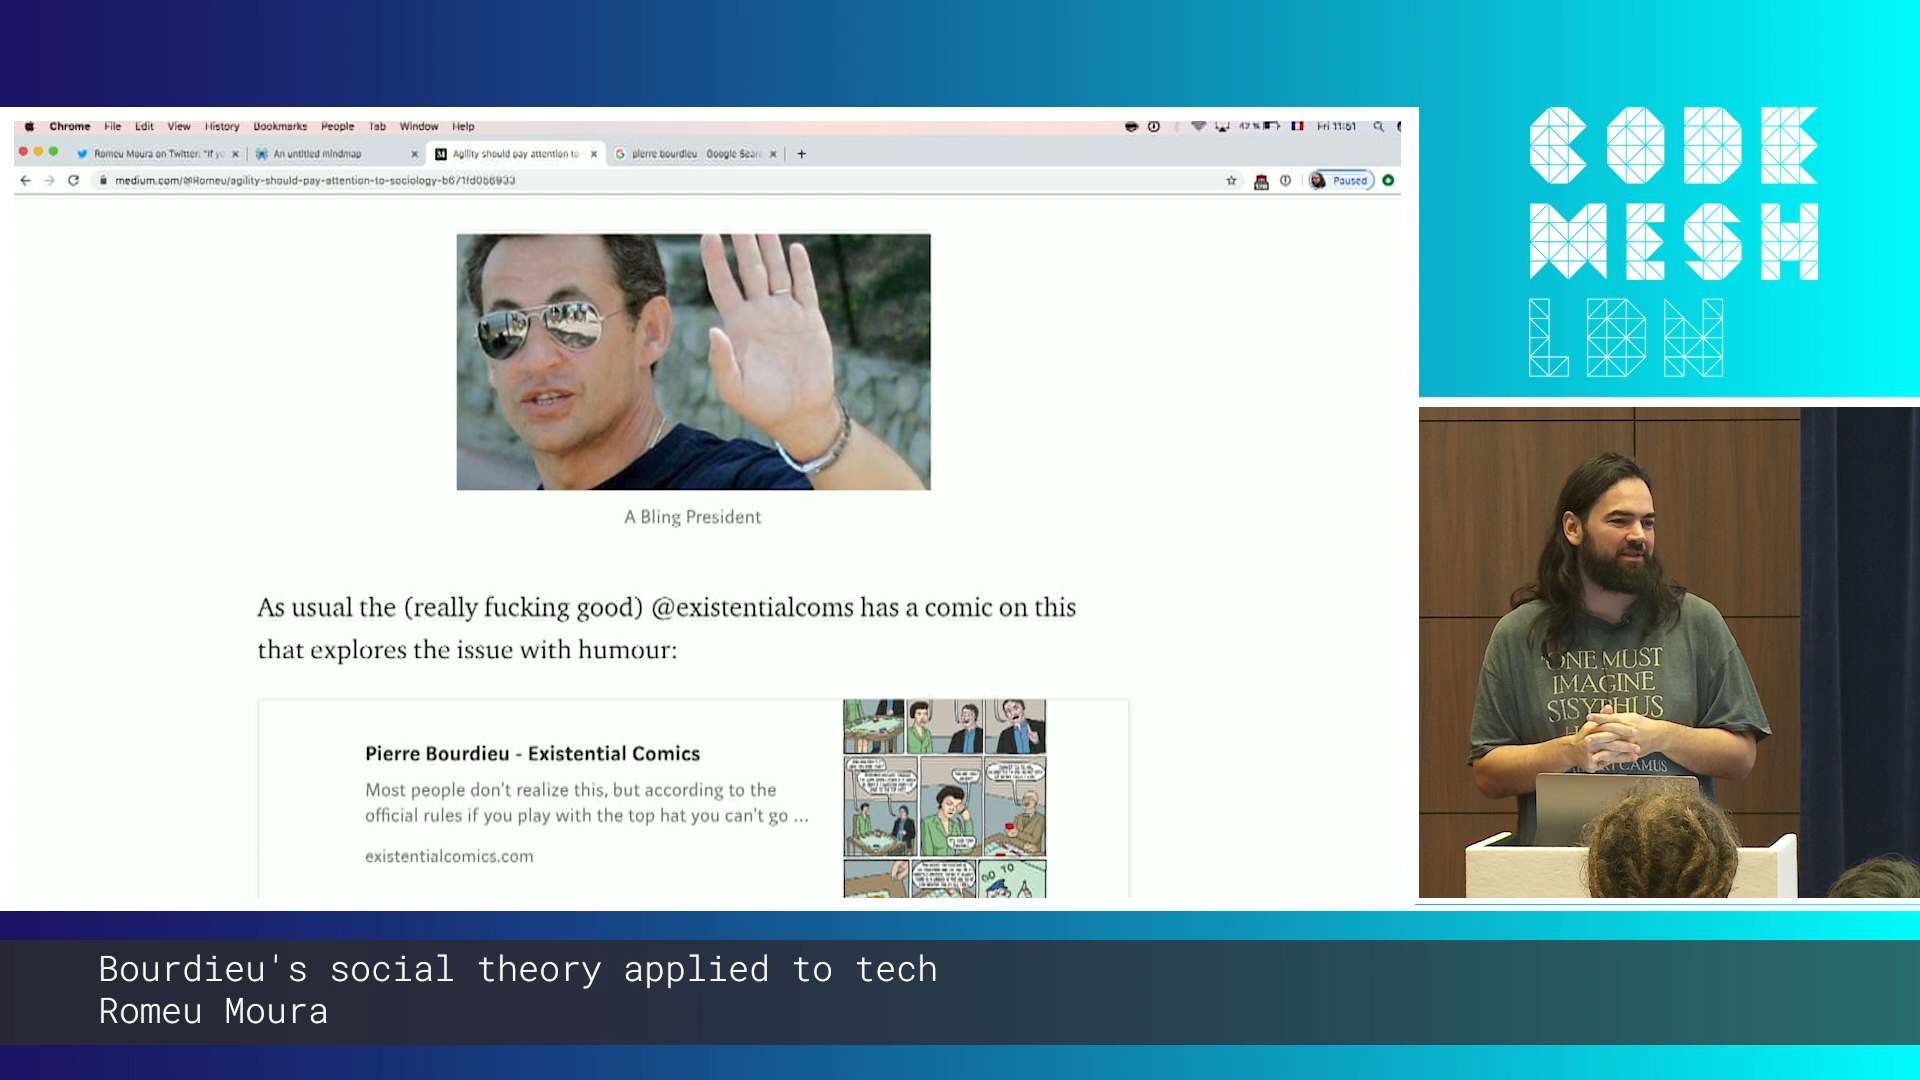 Chrome File Edit View History Bookmarks People Tab Window Help
42 % Fri 11:51
Romeu Moura on Twitter: "If yo
An untitled mindmap
Agility should pay attention to
pierre bourdieu - Google Sear
medium.com/@Romeu/agility-should-pay-attention-to-sociology-b671fd056933
Paused
A Bling President
As usual the (really fucking good) @existentialcoms has a comic on this
that explores the issue with humour:
Pierre Bourdieu - Existential Comics
Most people don't realize this, but according to the
official rules if you play with the top hat you can't go ...
existentialcomics.com
GO TO
CODE
MESH
LDN
"ONE MUST
IMAGINE
SISYPHUS
CAMUS
Bourdieu's social theory applied to tech
Romeu Moura